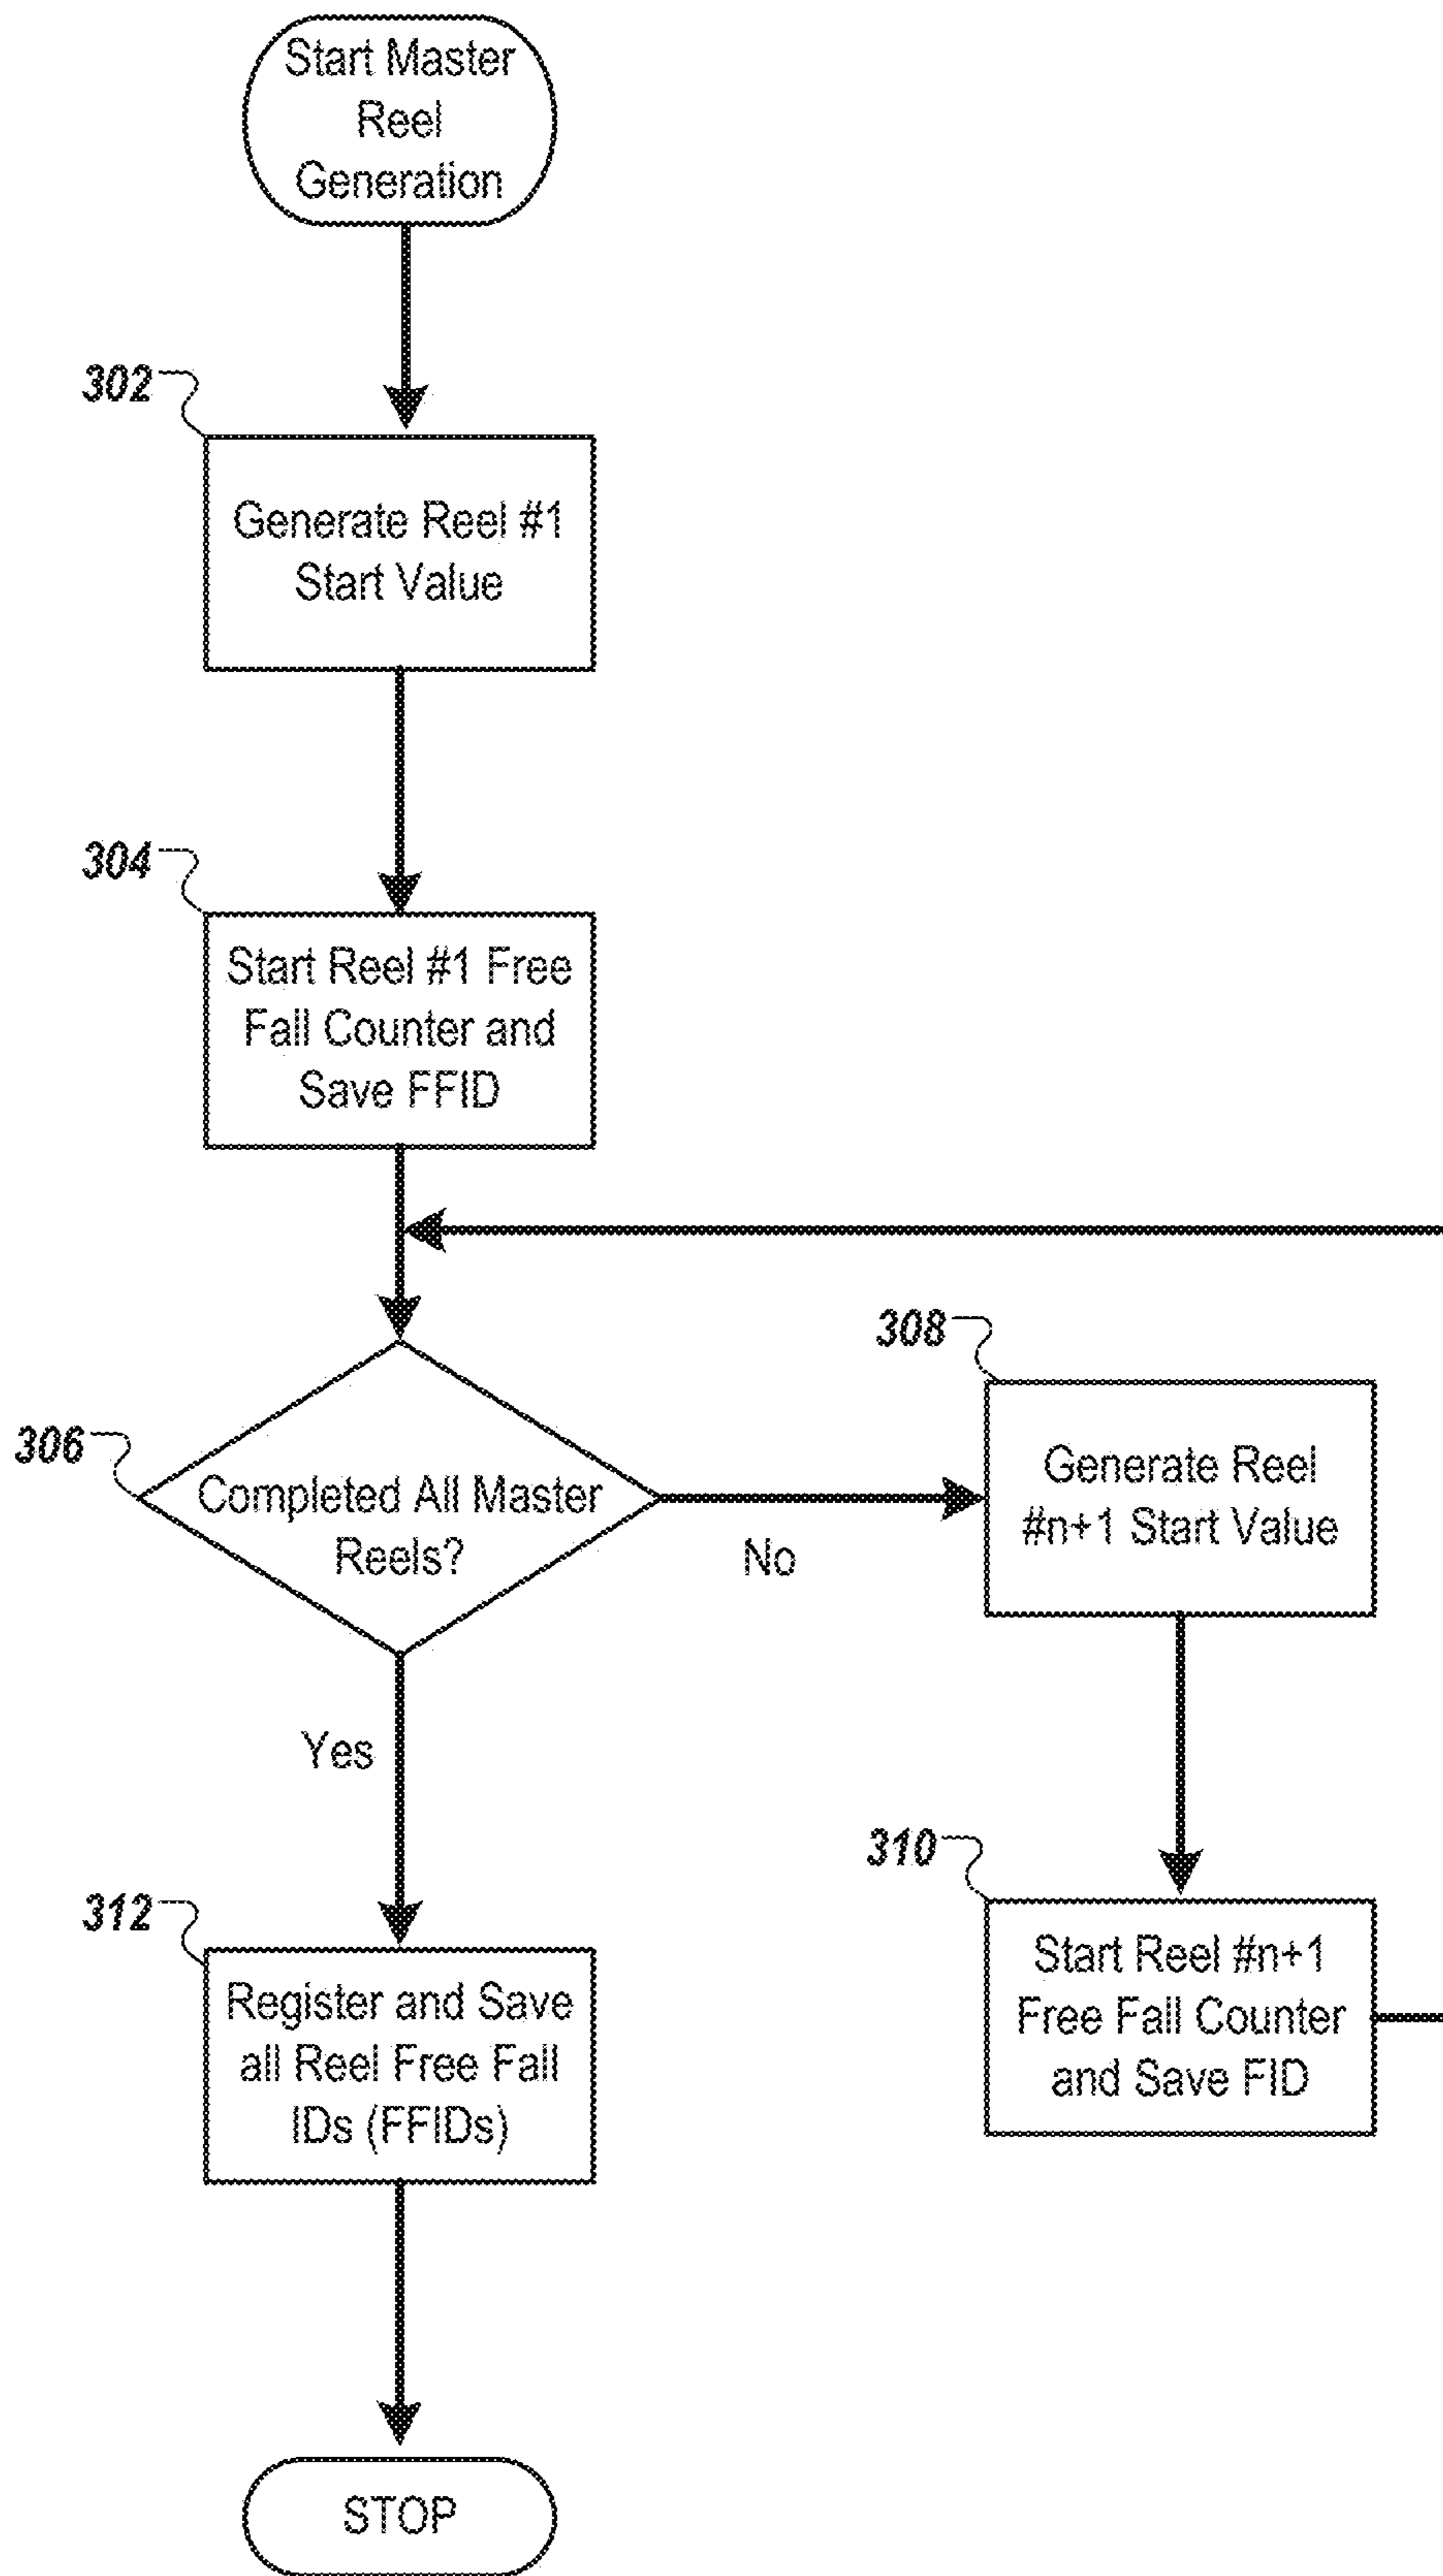 Start Master
Reel
Generation
302
Generate Reel #1
Start Value
304
Start Reel #1 Free
Fall Counter and
Save FFID
306
Completed All Master
Reels?
No
308
Generate Reel
#n+1 Start Value
Yes
310
Start Reel #n+1
Free Fall Counter
and Save FID
312
Register and Save
all Reel Free Fall
IDs (FFIDs)
STOP